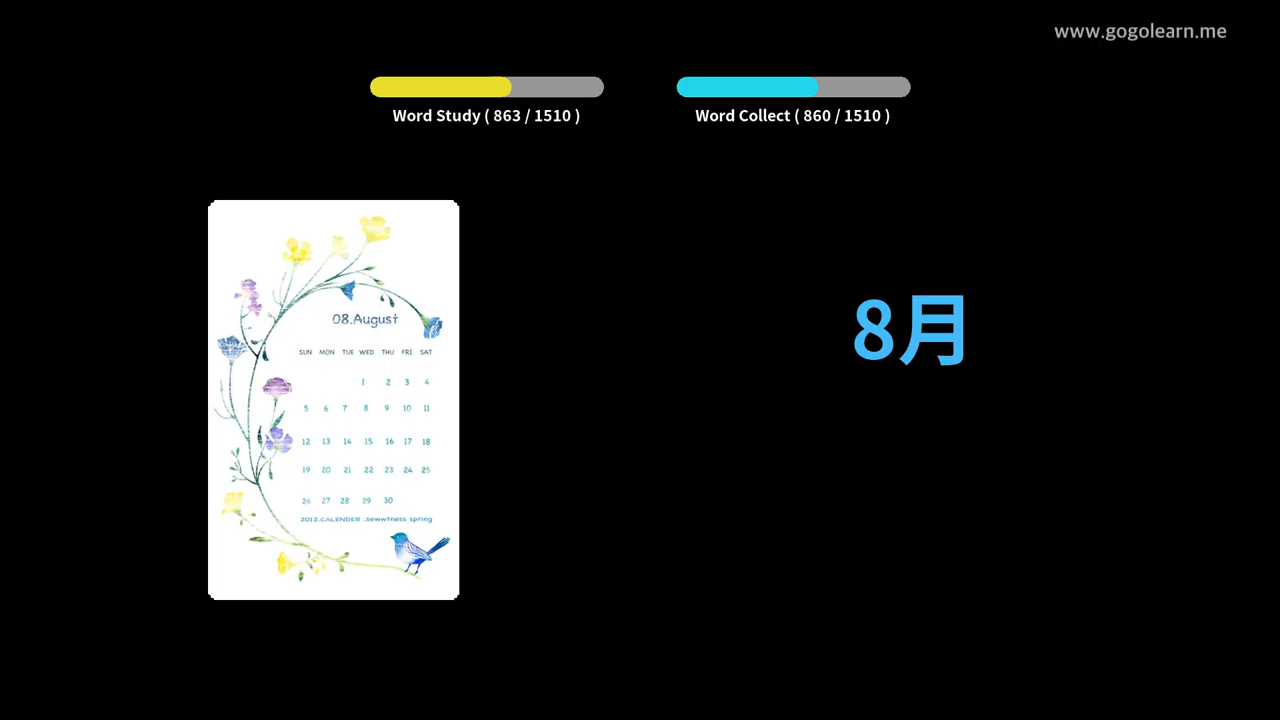 www.gogolearn.me
Word Study ( 863 / 1510 )
Word Collect ( 860 / 1510 )
08.August
SUN MON TUE WED THU FRI SAT
1 2 3 4
5 6 7 8 9 10 11
12 13 14 15 16 17 18
19 20 21 22 23 24 25
26 27 28 29 30
2012.CALENDER .sewwtness spring
8月